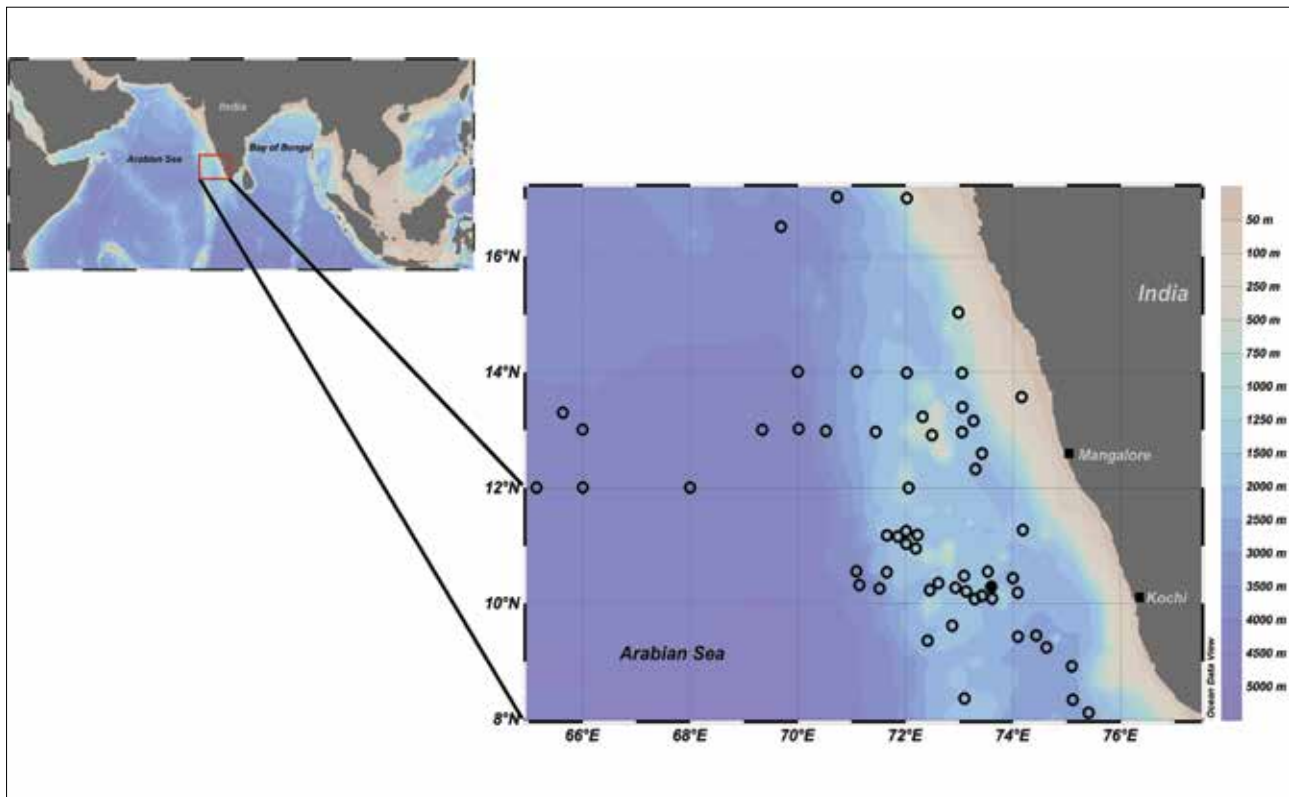 India
Arabian Sea
Bay of Bengal
16°N
14°N
12°N
10°N
8°N
66°E
68°E
70°E
72°E
74°E
76°E
India
Mangalore
Kochi
Arabian Sea
Ocean Data View
50 m
100 m
250 m
500 m
750 m
1000 m
1250 m
1500 m
2000 m
2500 m
3000 m
3500 m
4000 m
4500 m
5000 m